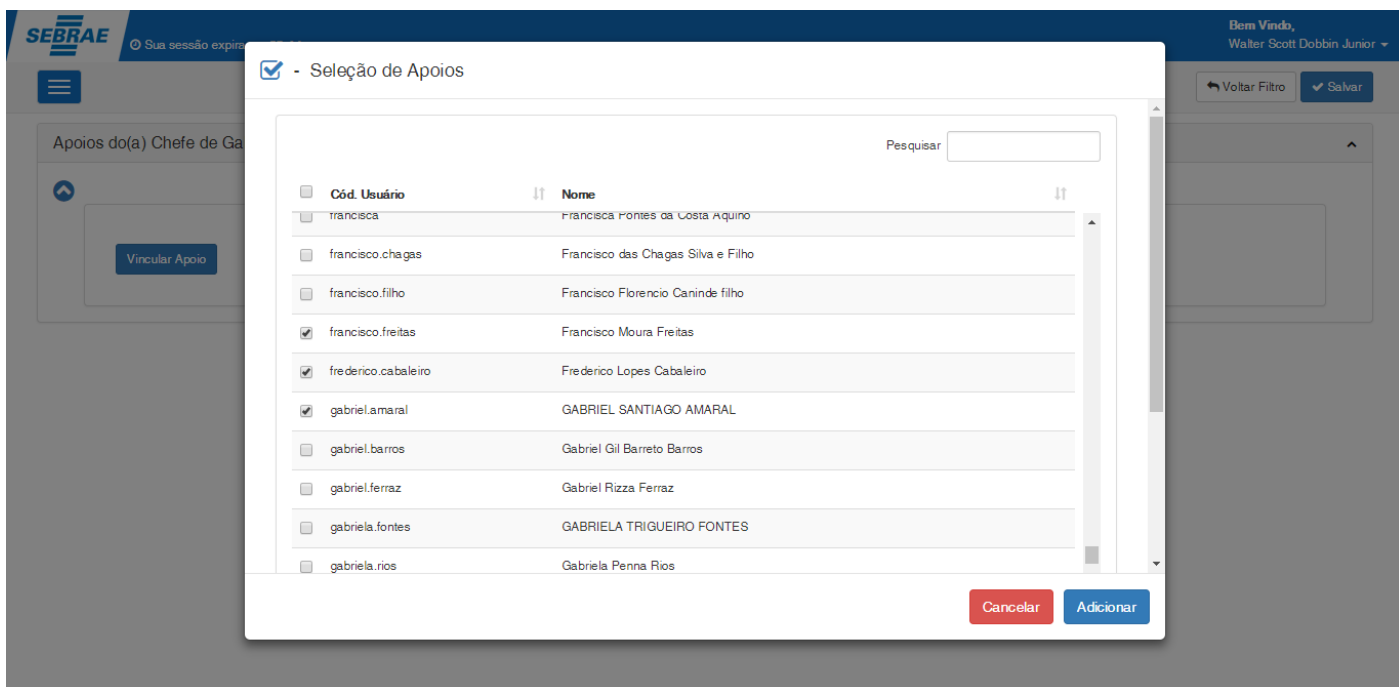 SEBRAE
Sua sessão expira
Bem Vindo,
Walter Scott Dobbin Junior
- Seleção de Apoios
Voltar Filtro
Salvar
Apoios do(a) Chefe de Ga
Pesquisar
Cód. Usuário Nome
francisca Francisca Pontes da Costa Aquino
francisco.chagas Francisco das Chagas Silva e Filho
Vincular Apoio
francisco.filho Francisco Florencio Caninde filho
francisco.freitas Francisco Moura Freitas
frederico.cabaleiro Frederico Lopes Cabaleiro
gabriel.amaral GABRIEL SANTIAGO AMARAL
gabriel.barros Gabriel Gil Barreto Barros
gabriel.ferraz Gabriel Rizza Ferraz
gabriela.fontes GABRIELA TRIGUEIRO FONTES
gabriela.rios Gabriela Penna Rios
Cancelar
Adicionar